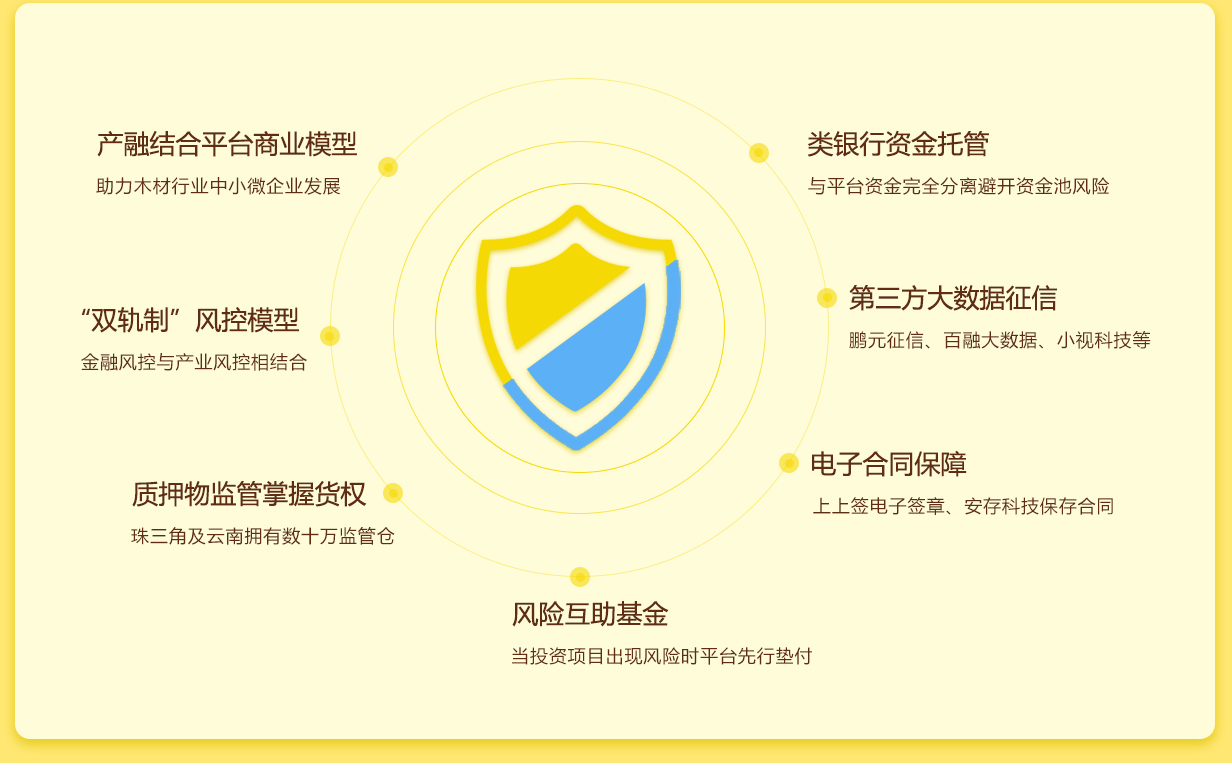 产融结合平台商业模型
助力木材行业中小微企业发展
类银行资金托管
与平台资金完全分离避开资金池风险
“双轨制”风控模型
金融风控与产业风控相结合
第三方大数据征信
鹏元征信、百融大数据、小视科技等
质押物监管掌握货权
珠三角及云南拥有数十万监管仓
电子合同保障
上上签电子签章、安存科技保存合同
风险互助基金
当投资项目出现风险时平台先行垫付